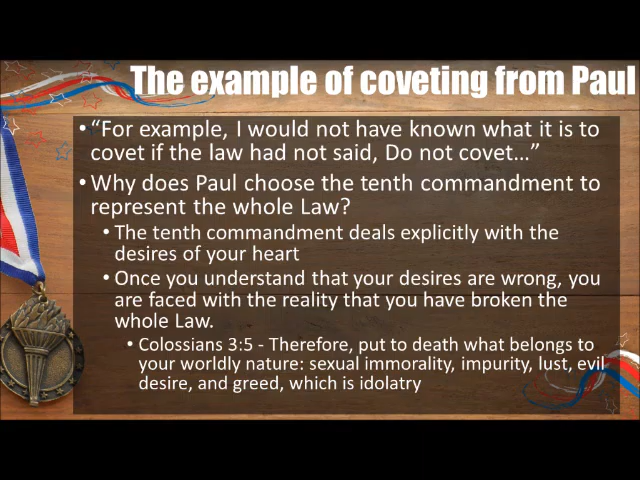 The example of coveting from Paul
• “For example, I would not have known what it is to
covet if the law had not said, Do not covet…”
• Why does Paul choose the tenth commandment to
represent the whole Law?
• The tenth commandment deals explicitly with the
desires of your heart
• Once you understand that your desires are wrong, you
are faced with the reality that you have broken the
whole Law.
• Colossians 3:5 - Therefore, put to death what belongs to
your worldly nature: sexual immorality, impurity, lust, evil
desire, and greed, which is idolatry